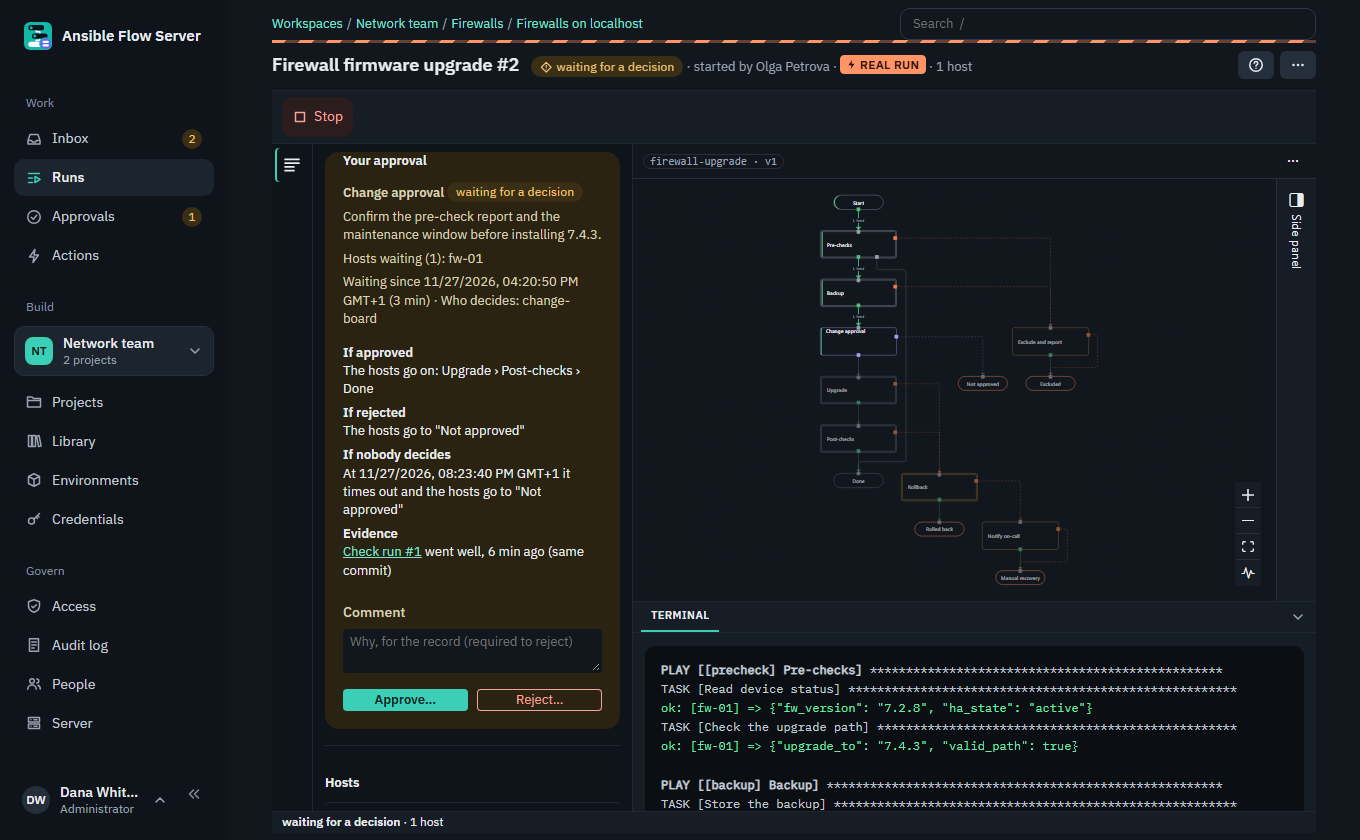 Ansible Flow Server
Work
Inbox 2
Runs
Approvals 1
Actions
Build
NT Network team
2 projects
Projects
Library
Environments
Credentials
Govern
Access
Audit log
People
Server
DW Dana Whit...
Administrator
Workspaces / Network team / Firewalls / Firewalls on localhost
Search /
Firewall firmware upgrade #2 waiting for a decision · started by Olga Petrova · REAL RUN · 1 host
Stop
Your approval
Change approval waiting for a decision
Confirm the pre-check report and the
maintenance window before installing 7.4.3.
Hosts waiting (1): fw-01
Waiting since 11/27/2026, 04:20:50 PM
GMT+1 (3 min) · Who decides: change-
board
If approved
The hosts go on: Upgrade › Post-checks ›
Done
If rejected
The hosts go to "Not approved"
If nobody decides
At 11/27/2026, 08:23:40 PM GMT+1 it
times out and the hosts go to "Not
approved"
Evidence
Check run #1 went well, 6 min ago (same
commit)
Comment
Why, for the record (required to reject)
Approve... Reject...
Hosts
firewall-upgrade · v1
Start
1 host
Pre-checks
1 host
Backup
1 host
Change approval
Exclude and report
Not approved
Excluded
Upgrade
Post-checks
Done
Rollback
Rolled back
Notify on-call
Manual recovery
Side panel
TERMINAL
PLAY [[precheck] Pre-checks] *************************************************
TASK [Read device status] ******************************************************
ok: [fw-01] => {"fw_version": "7.2.8", "ha_state": "active"}
TASK [Check the upgrade path] **************************************************
ok: [fw-01] => {"upgrade_to": "7.4.3", "valid_path": true}
PLAY [[backup] Backup] *******************************************************
TASK [Store the backup] ********************************************************
waiting for a decision · 1 host